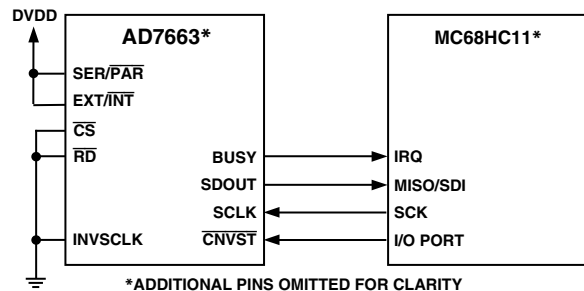 DVDD
AD7663*
MC68HC11*
SER/PAR
EXT/INT
CS
RD
BUSY
IRQ
SDOUT
MISO/SDI
SCLK
SCK
INVSCLK
CNVST
I/O PORT
*ADDITIONAL PINS OMITTED FOR CLARITY